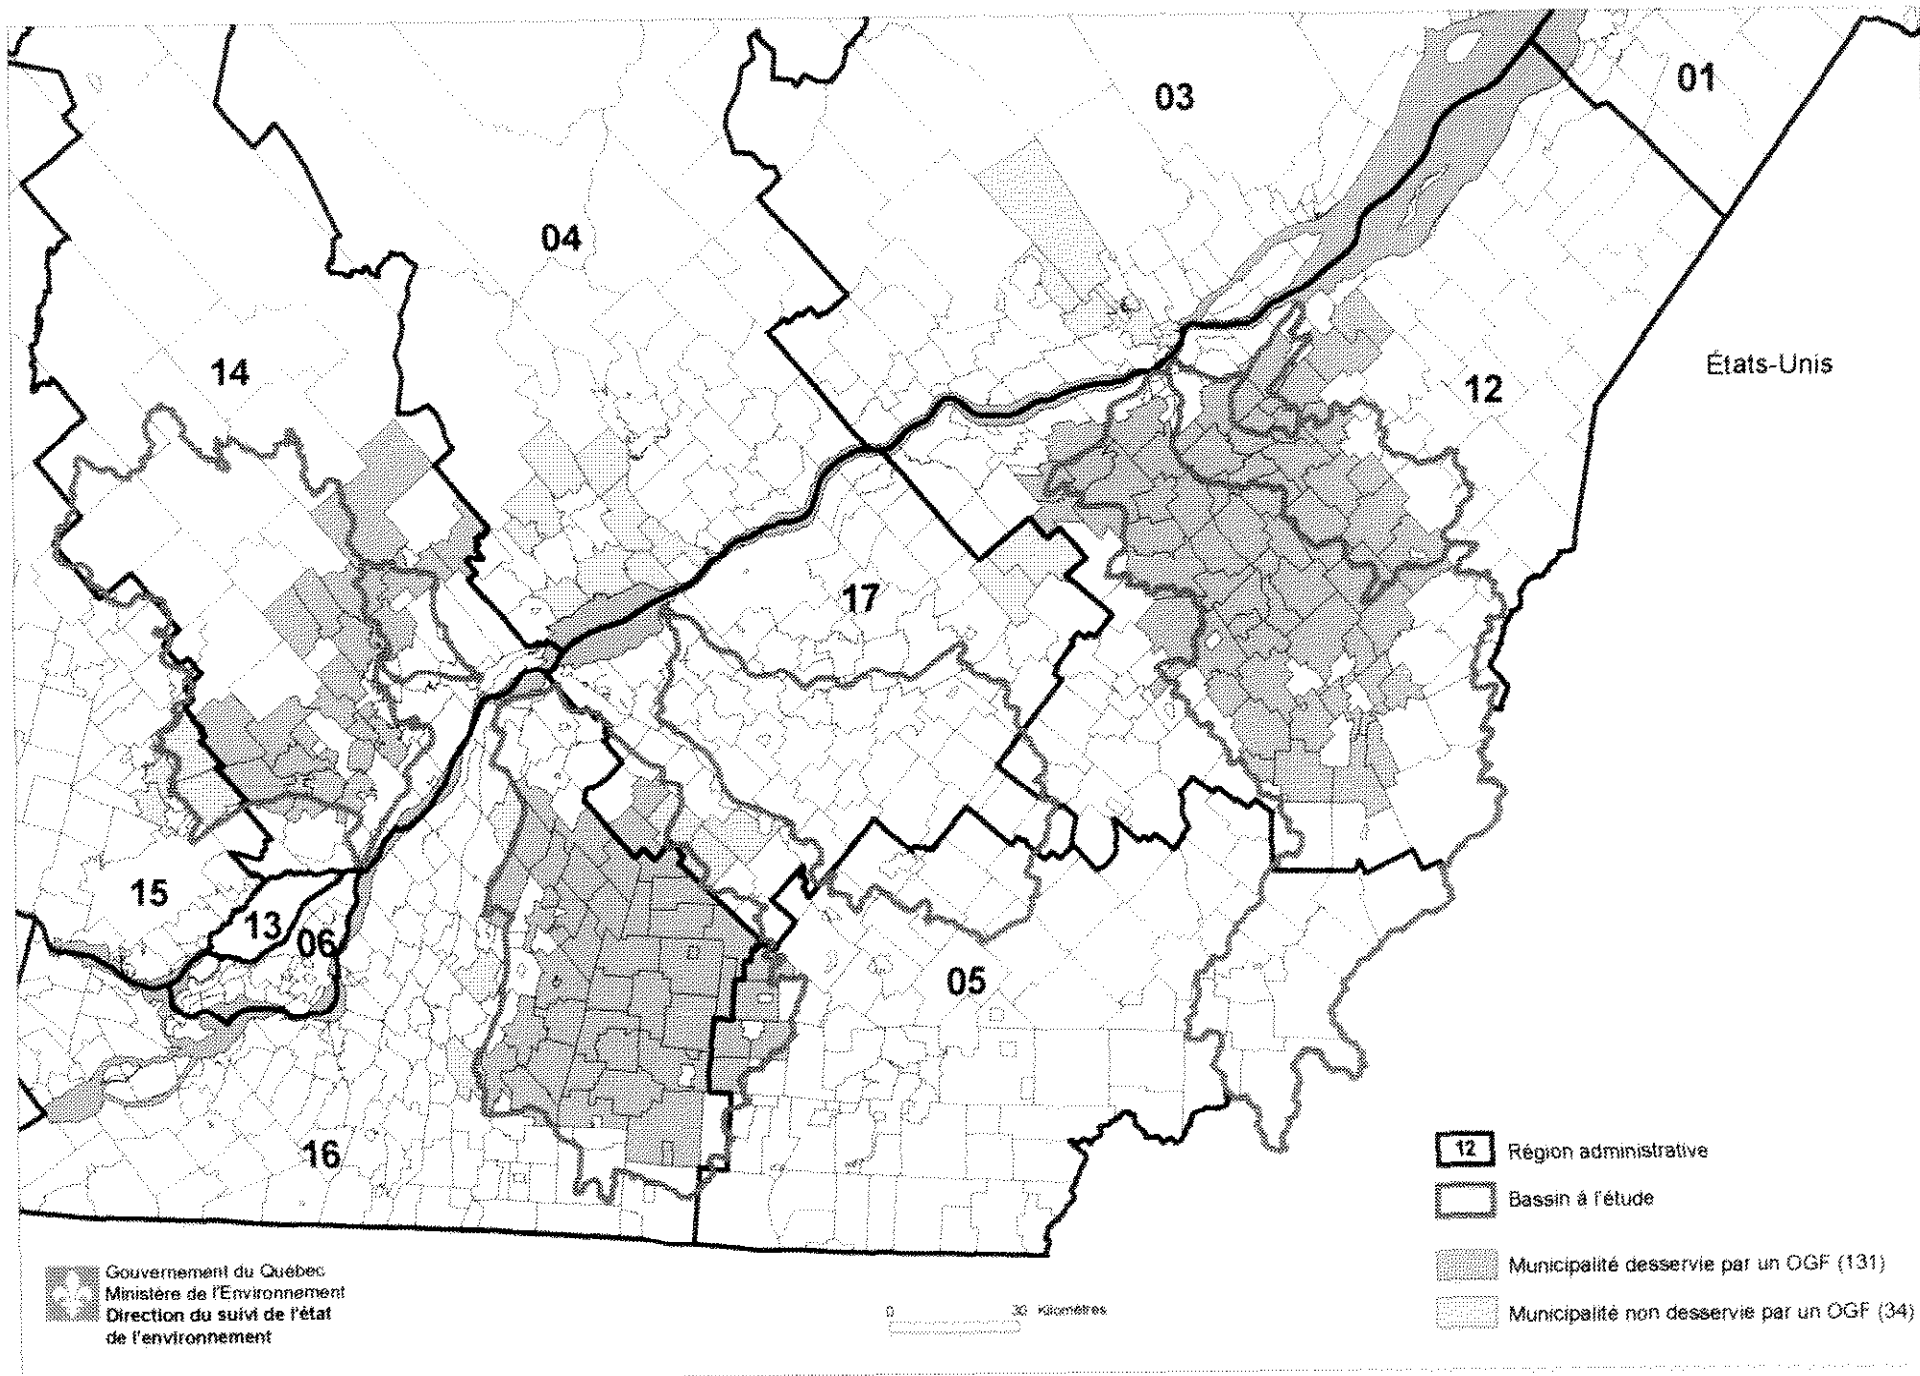 03
01
04
14
12
États-Unis
17
15
13
06
05
16
12 Région administrative
Bassin à l'étude
Municipalité desservie par un OGF (131)
Municipalité non desservie par un OGF (34)
Gouvernement du Québec
Ministère de l'Environnement
Direction du suivi de l'état
de l'environnement
0 30 Kilomètres